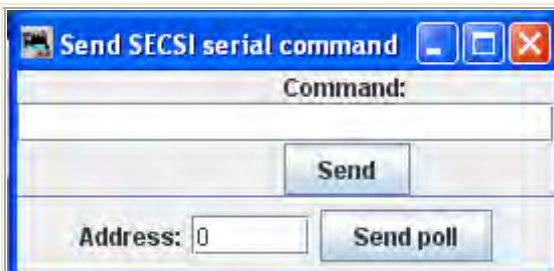 Send SECSI serial command
Command:
Send
Address: 0 Send poll